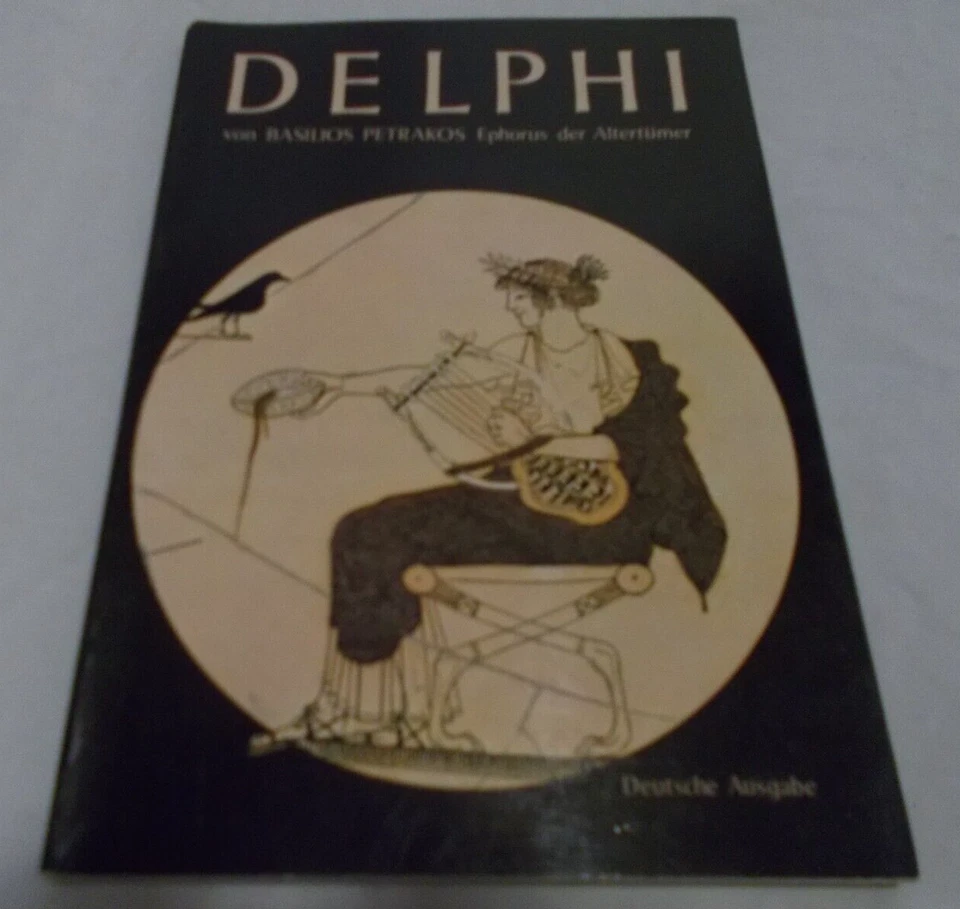 DELPHI
von BASILIOS PETRAKOS Ephorus der Altertümer
Deutsche Ausgabe